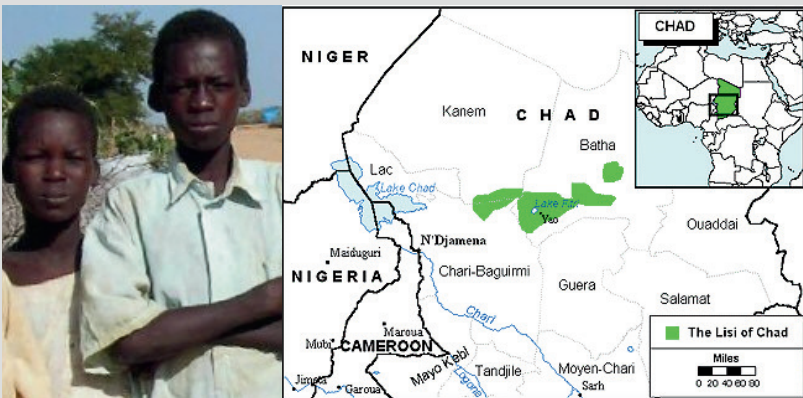 CHAD
NIGER
Kanem
CHAD
Batha
Lac
Lake Chad
Lake Fitri
Yao
Ouaddai
N'Djamena
Maiduguri
NIGERIA
Chari-Baguirmi
Guera
Salamat
Chari
Maroua
Mubi
CAMEROON
Mayo Kebi
Logone
Tandjile
Moyen-Chari
Sarh
Jimeta
Garoua
The Lisi of Chad
Miles
0 20 40 60 80